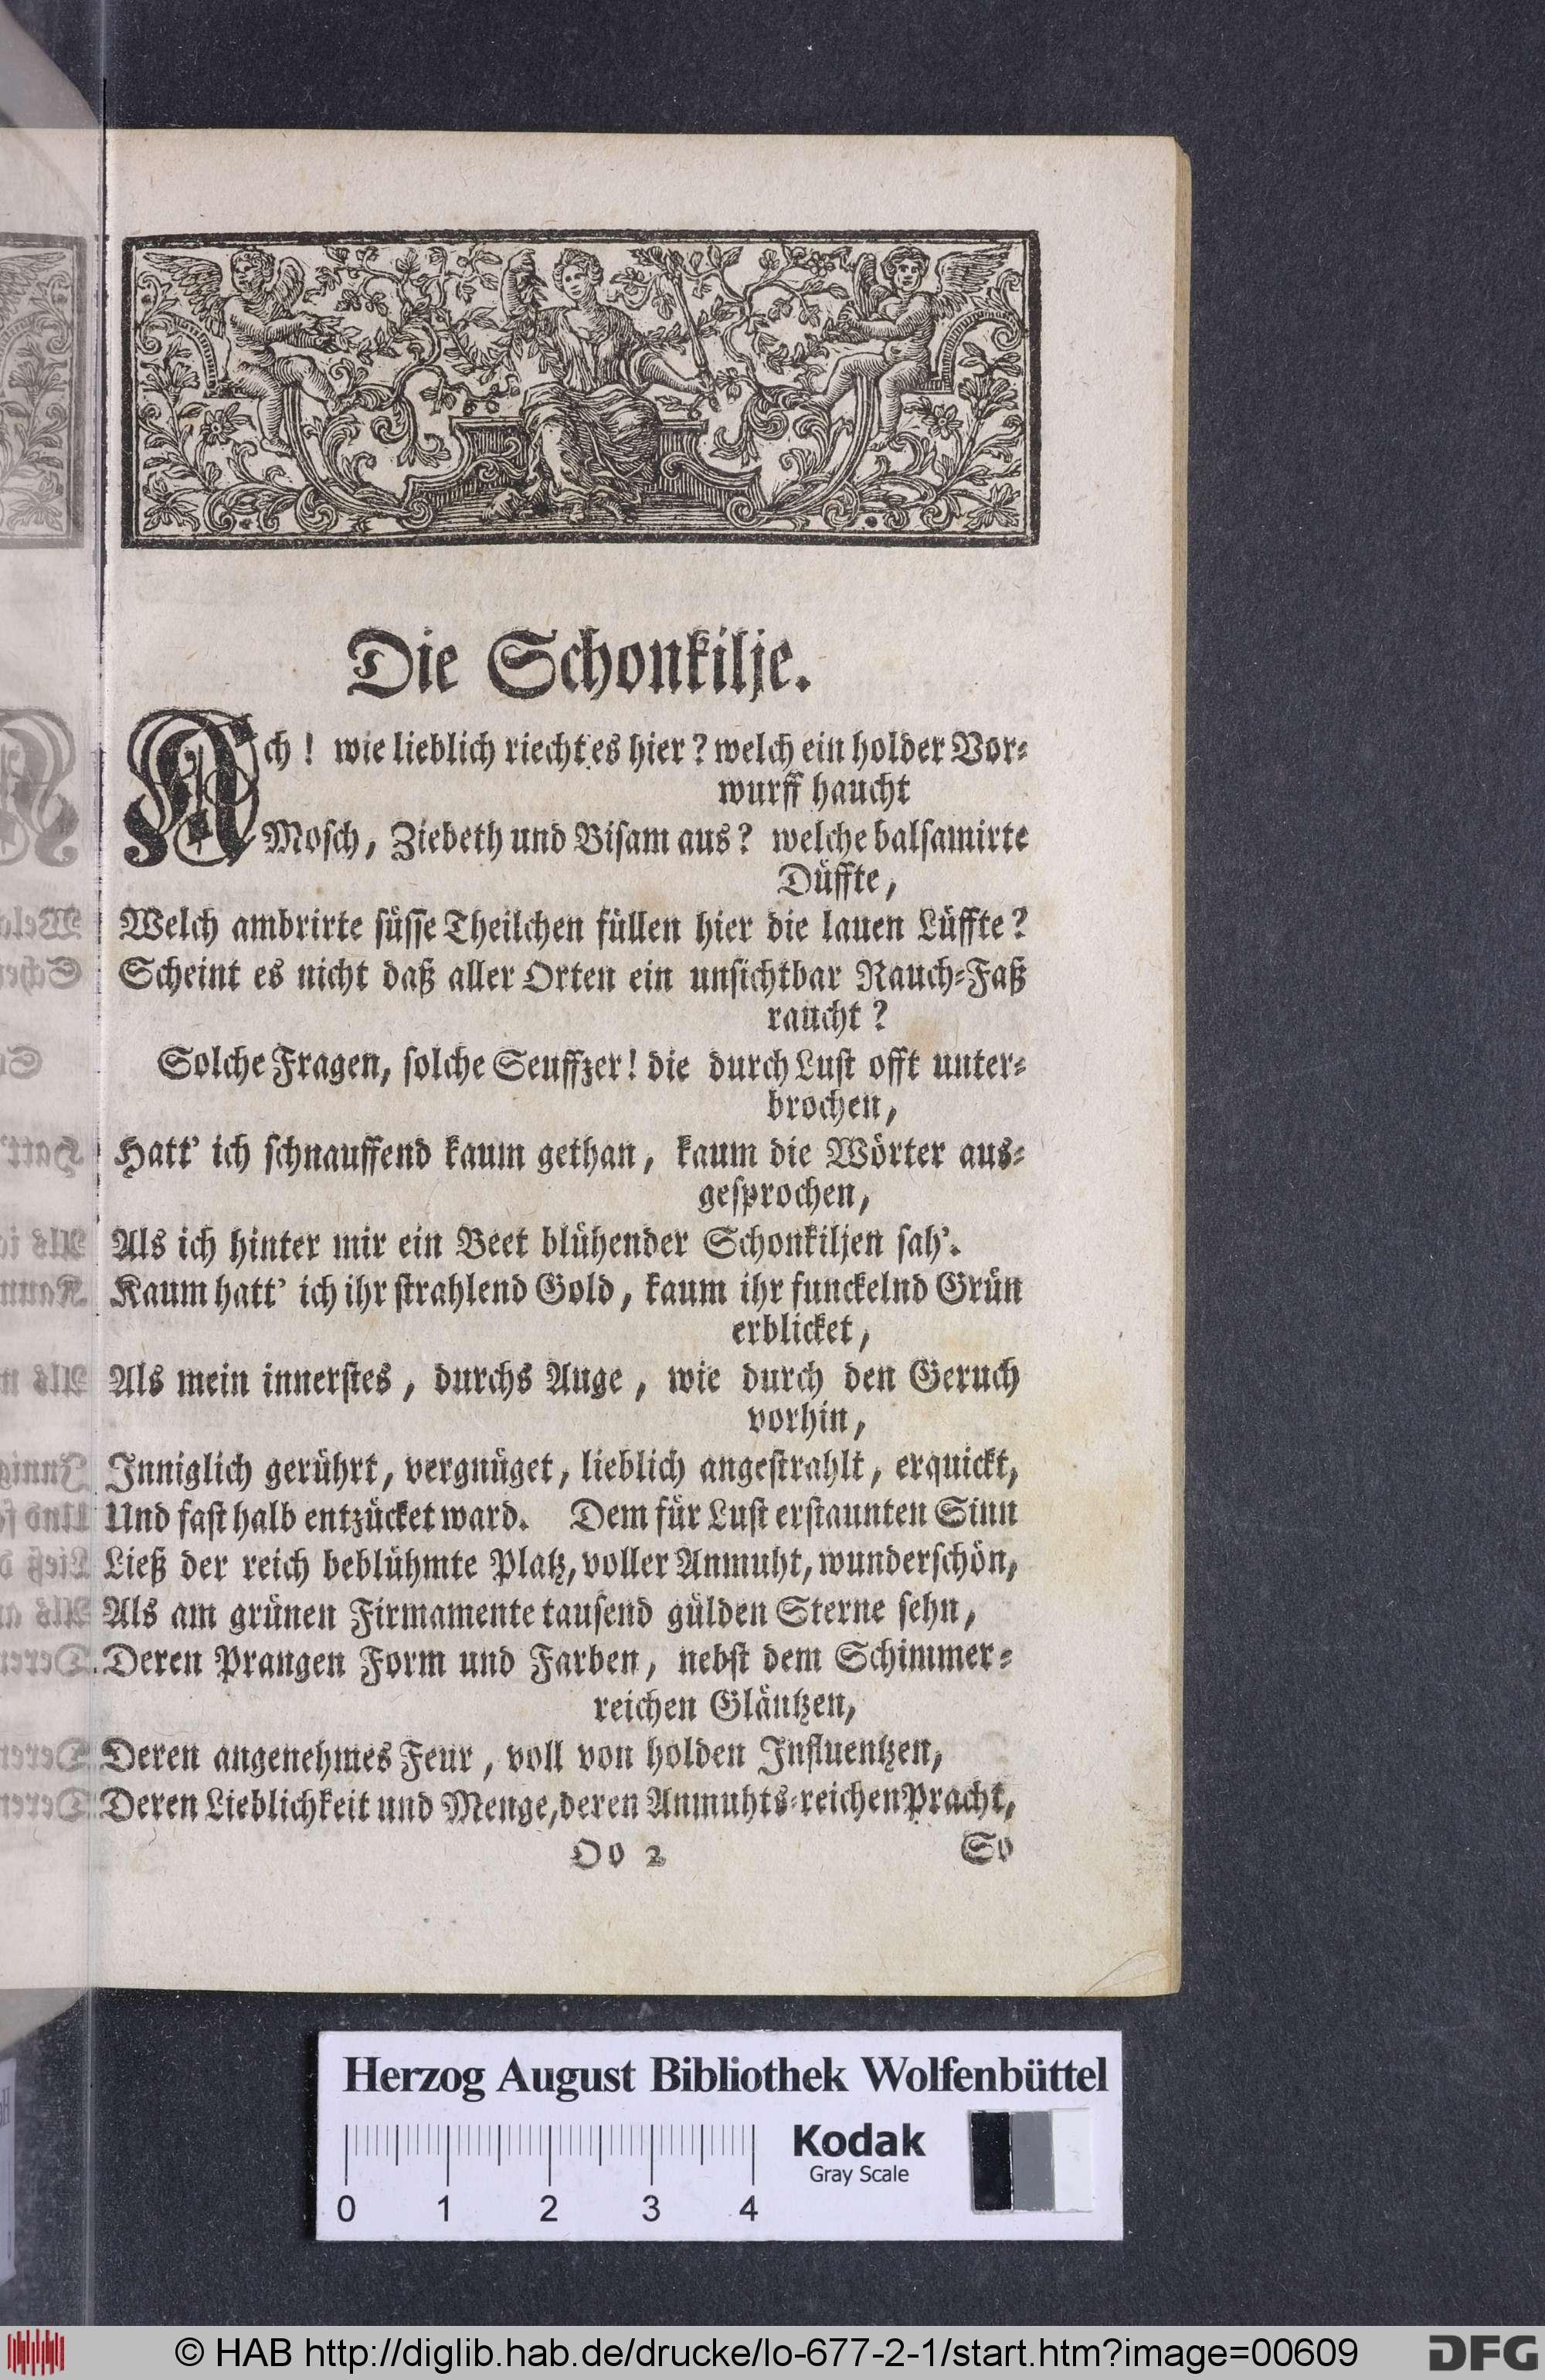 Die Schonkilje.
Ach! wie lieblich riecht es hier? welch ein holder Vor-
wurff haucht
Mosch, Ziebeth und Bisam aus? welche balsamirte
Düffte,
Welch ambrirte süsse Theilchen füllen hier die lauen Lüffte?
Scheint es nicht daß aller Orten ein unsichtbar Rauch-Faß
raucht?
Solche Fragen, solche Seuffzer! die durch Lust offt unter-
brochen,
Hatt' ich schnauffend kaum gethan, kaum die Wörter aus-
gesprochen,
Als ich hinter mir ein Beet blühender Schonkiljen sah'.
Kaum hatt' ich ihr strahlend Gold, kaum ihr funckelnd Grün
erblicket,
Als mein innerstes, durchs Auge, wie durch den Geruch
vorhin,
Inniglich gerührt, vergnüget, lieblich angestrahlt, erquickt,
Und fast halb entzücket ward. Dem für Lust erstaunten Sinn
Ließ der reich beblühmte Platz, voller Anmuht, wunderschön,
Als am grünen Firmamente tausend gülden Sterne sehn,
Deren Prangen Form und Farben, nebst dem Schimmer-
reichen Gläntzen,
Deren angenehmes Feur, voll von holden Influentzen,
Deren Lieblichkeit und Menge, deren Anmuhts-reichen Pracht,
Oo 2 So
Herzog August Bibliothek Wolfenbüttel
Kodak
Gray Scale
0 1 2 3 4
© HAB http://diglib.hab.de/drucke/lo-677-2-1/start.htm?image=00609
DFG